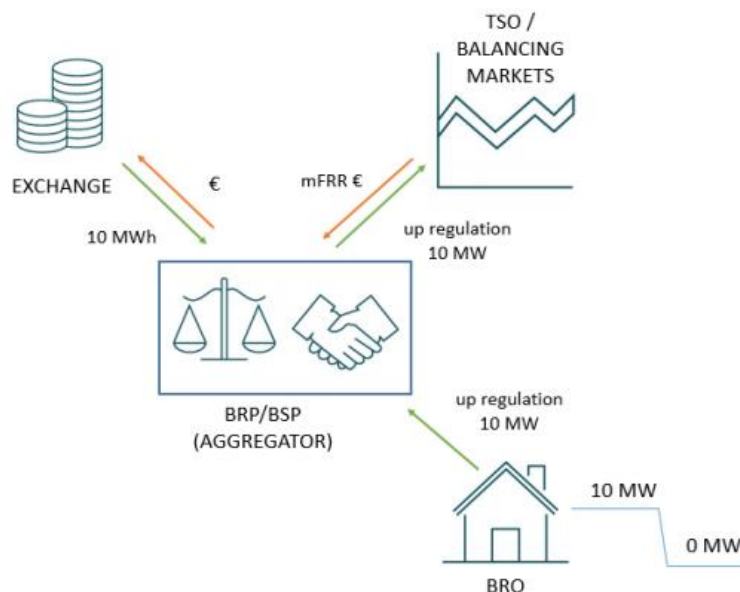 TSO /
BALANCING
MARKETS
EXCHANGE
€
mFRR €
10 MWh
up regulation
10 MW
BRP/BSP
(AGGREGATOR)
up regulation
10 MW
10 MW
0 MW
BRO